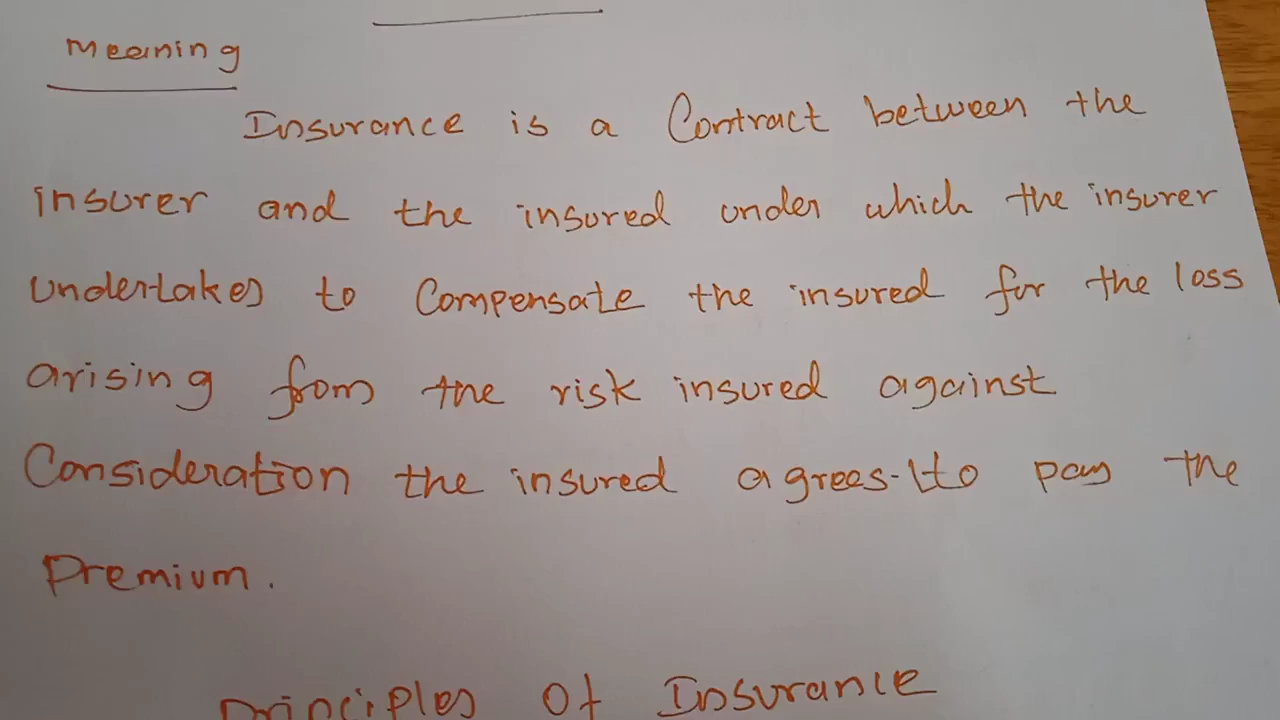 Meaning
Insurance is a Contract between the
insurer and the insured under which the insurer
undertakes to Compensate the insured for the loss
arising from the risk insured against
Consideration the insured agrees to pay the
Premium.
Principles Of Insurance